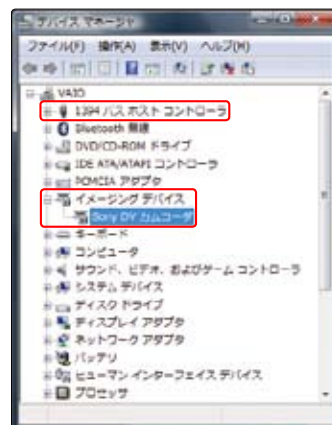 デバイス マネージャ
ファイル(F) 操作(A) 表示(V) ヘルプ(H)
VAIO
1394 バス ホスト コントローラ
Bluetooth 無線
DVD/CD-ROM ドライブ
IDE ATA/ATAPI コントローラ
PCMCIA アダプタ
イメージング デバイス
Sony DV カムコーダ
キーボード
コンピュータ
サウンド、ビデオ、およびゲーム コントローラ
システム デバイス
ディスク ドライブ
ディスプレイ アダプタ
ネットワーク アダプタ
バッテリ
ヒューマン インターフェイス デバイス
プロセッサ